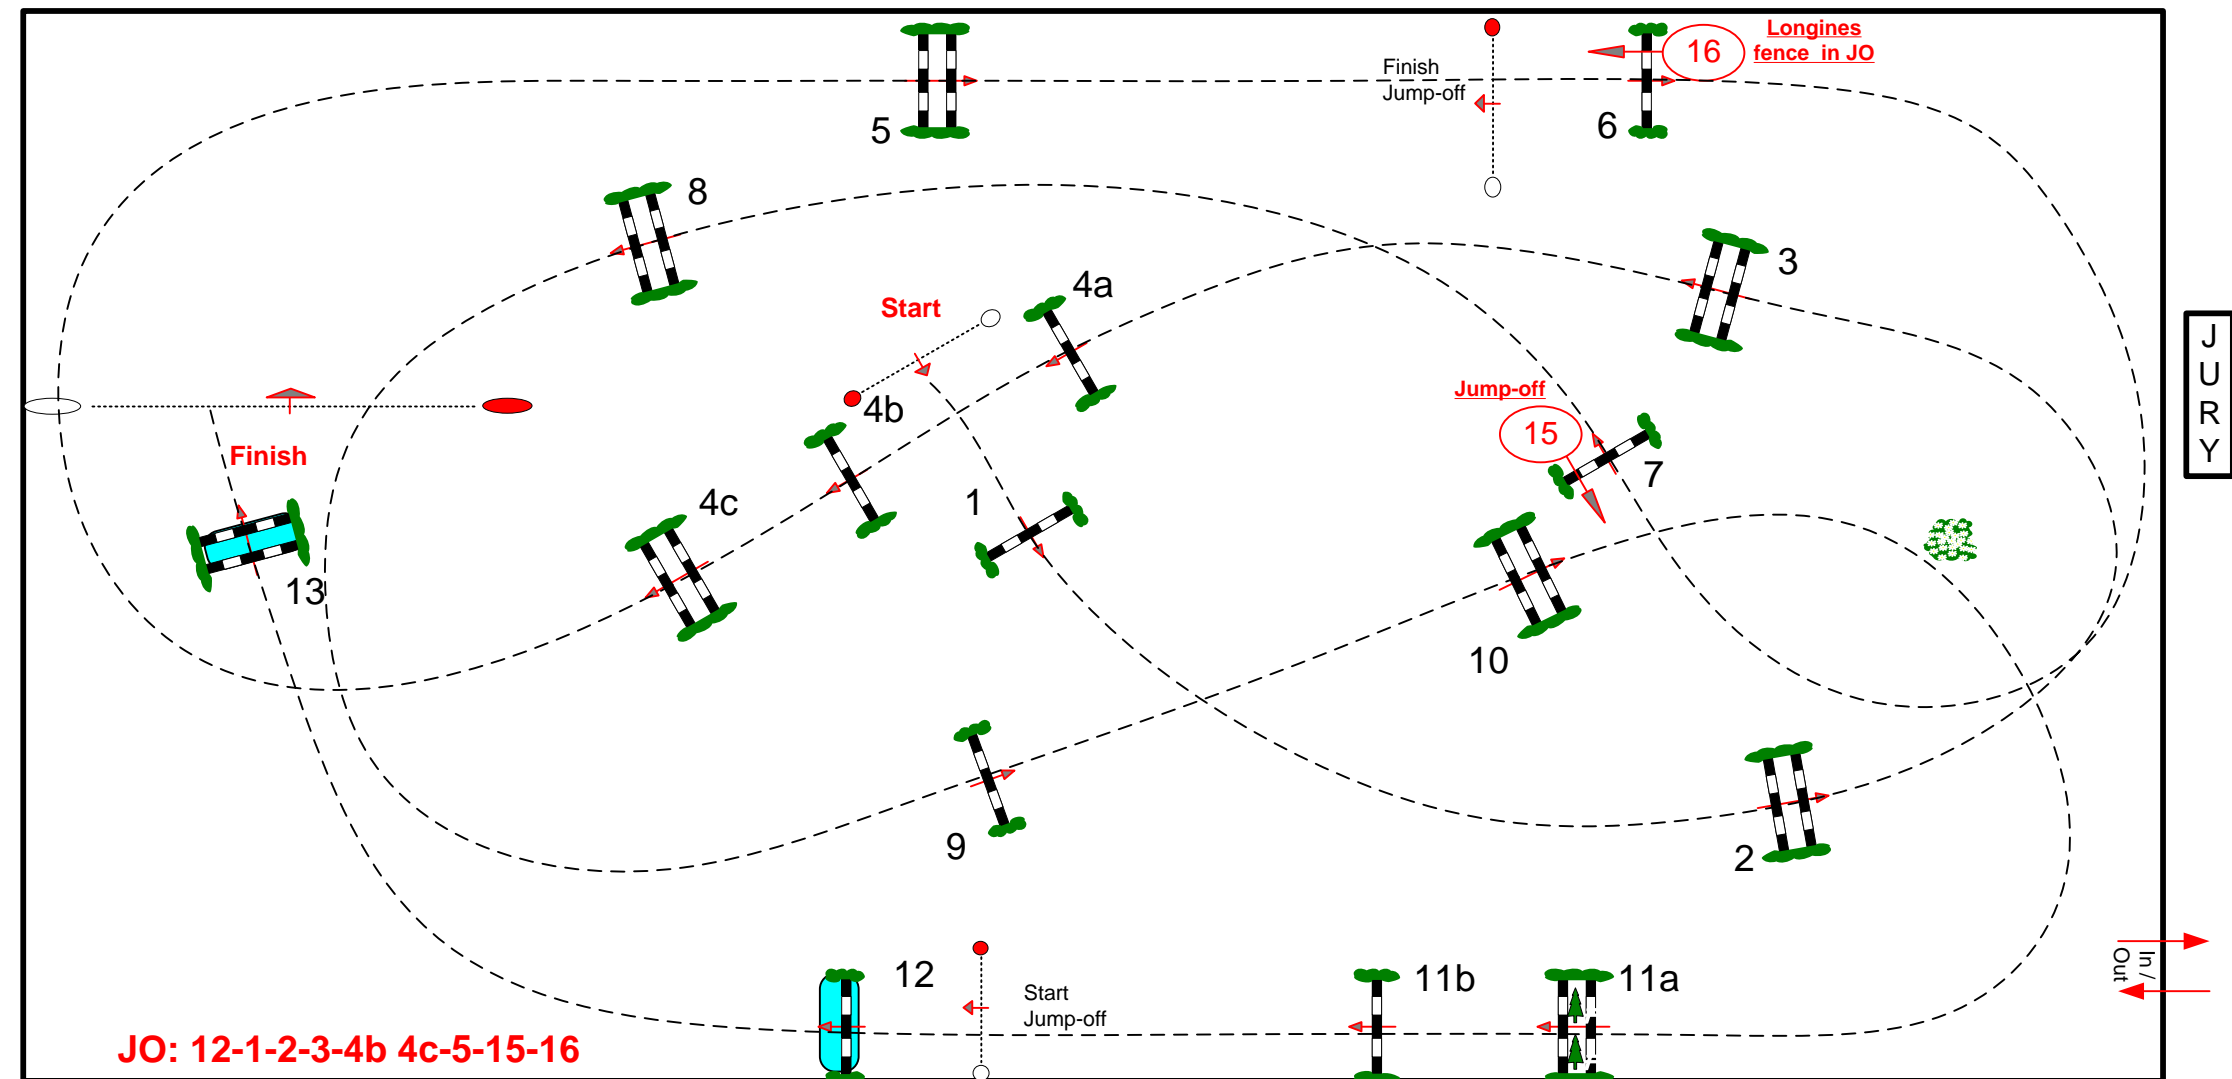 5
Finish
Jump-off
16
Longines
fence in JO
6
8
3
4a
Start
4b
Jump-off
15
7
J
U
R
Y
Finish
4c
1
13
10
9
2
12
Start
Jump-off
11b
11a
In /
Out
JO: 12-1-2-3-4b 4c-5-15-16